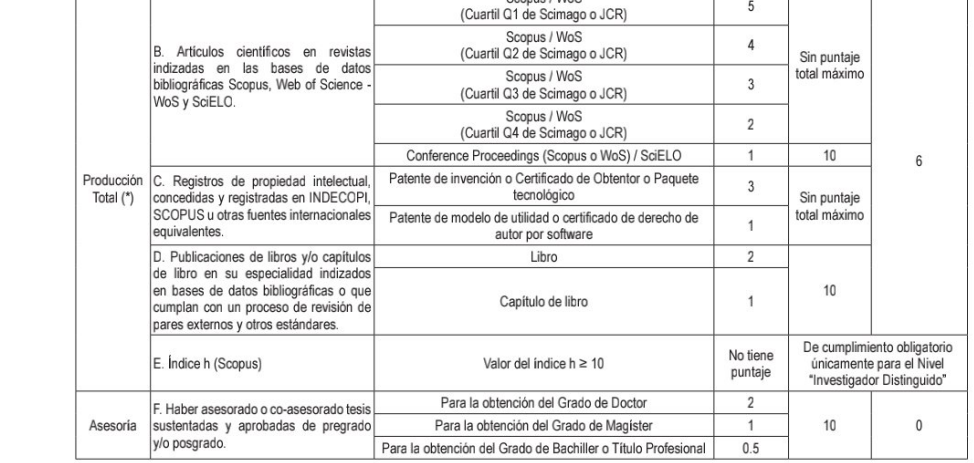 (Cuartil Q1 de Scimago o JCR)
5
B. Artículos científicos en revistas
indizadas en las bases de datos
bibliográficas Scopus, Web of Science -
WoS y SciELO.
Scopus / WoS
(Cuartil Q2 de Scimago o JCR)
4
Sin puntaje
total máximo
Scopus / WoS
(Cuartil Q3 de Scimago o JCR)
3
Scopus / WoS
(Cuartil Q4 de Scimago o JCR)
2
Conference Proceedings (Scopus o WoS) / SciELO
1
10
6
Producción
Total (*)
C. Registros de propiedad intelectual,
concedidas y registradas en INDECOPI,
SCOPUS u otras fuentes internacionales
equivalentes.
Patente de invención o Certificado de Obtentor o Paquete
tecnológico
3
Sin puntaje
total máximo
Patente de modelo de utilidad o certificado de derecho de
autor por software
1
D. Publicaciones de libros y/o capítulos
de libro en su especialidad indizados
en bases de datos bibliográficas o que
cumplan con un proceso de revisión de
pares externos y otros estándares.
Libro
2
10
Capítulo de libro
1
E. Índice h (Scopus)
Valor del índice h ≥ 10
No tiene
puntaje
De cumplimiento obligatorio
únicamente para el Nivel
"Investigador Distinguido"
Asesoría
F. Haber asesorado o co-asesorado tesis
sustentadas y aprobadas de pregrado
y/o posgrado.
Para la obtención del Grado de Doctor
2
10
0
Para la obtención del Grado de Magíster
1
Para la obtención del Grado de Bachiller o Título Profesional
0.5